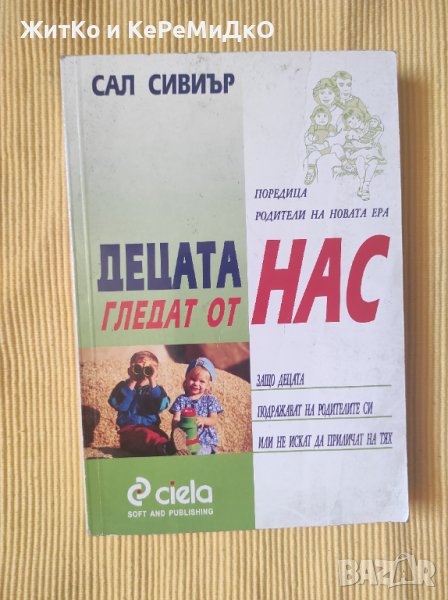 ЖитКо и КеРеМидКО
САЛ СИВИЪР
ПОРЕДИЦА
РОДИТЕЛИ НА НОВАТА ЕРА
ДЕЦАТА
ГЛЕДАТ ОТ
НАС
ЗАЩО ДЕЦАТА
ПОДРАЖАВАТ НА РОДИТЕЛИТЕ СИ
ИЛИ НЕ ИСКАТ ДА ПРИЛИЧАТ НА ТЯХ
ciela
SOFT AND PUBLISHING
BAZAR